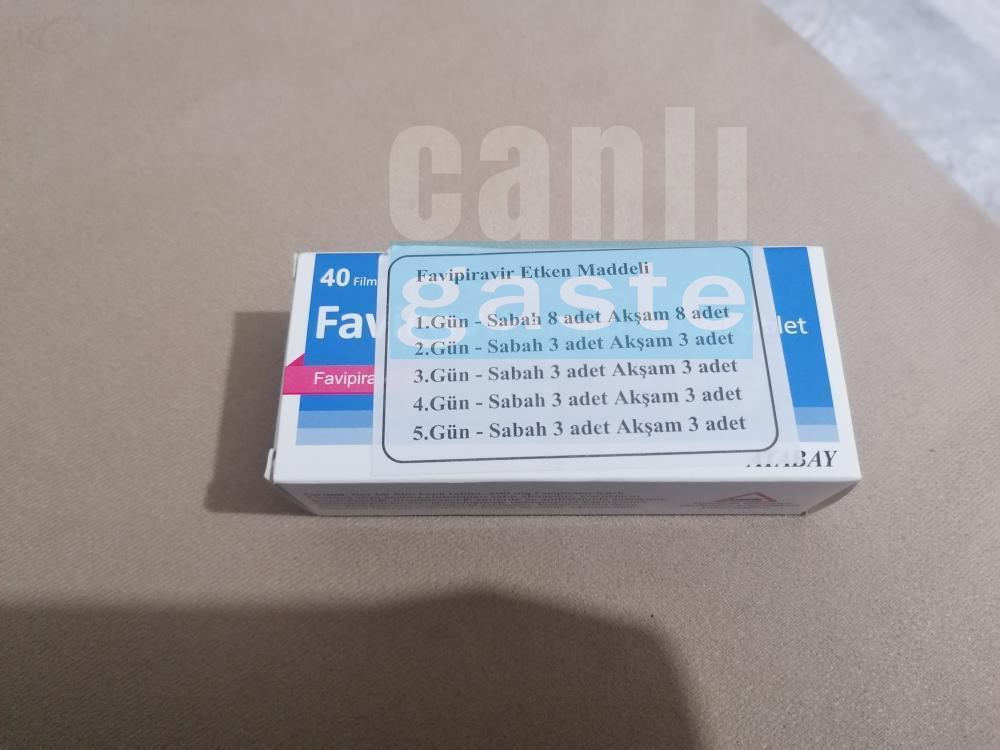 canlı
gaste
40 Film
Fav
let
Favipira
Favipiravir Etken Maddeli
1.Gün - Sabah 8 adet Akşam 8 adet
2.Gün - Sabah 3 adet Akşam 3 adet
3.Gün - Sabah 3 adet Akşam 3 adet
4.Gün - Sabah 3 adet Akşam 3 adet
5.Gün - Sabah 3 adet Akşam 3 adet
ATABAY